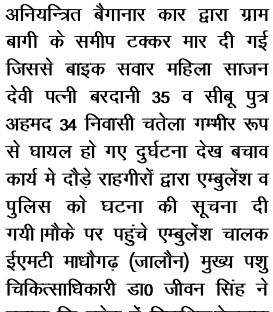 अनियन्त्रित बैगानार कार द्वारा ग्राम
बागी के समीप टक्कर मार दी गई
जिससे बाइक सवार महिला साजन
देवी पत्नी बरदानी 35 व सीबू पुत्र
अहमद 34 निवासी चतेला गम्भीर रूप
से घायल हो गए दुर्घटना देख बचाव
कार्य मे दौड़े राहगीरों द्वारा एम्बुलेंश व
पुलिस को घटना की सूचना दी
गयी।मौके पर पहुंचे एम्बुलेंश चालक
ईएमटी माधौगढ़ (जालौन) मुख्य पशु
चिकित्साधिकारी डा0 जीवन सिंह ने